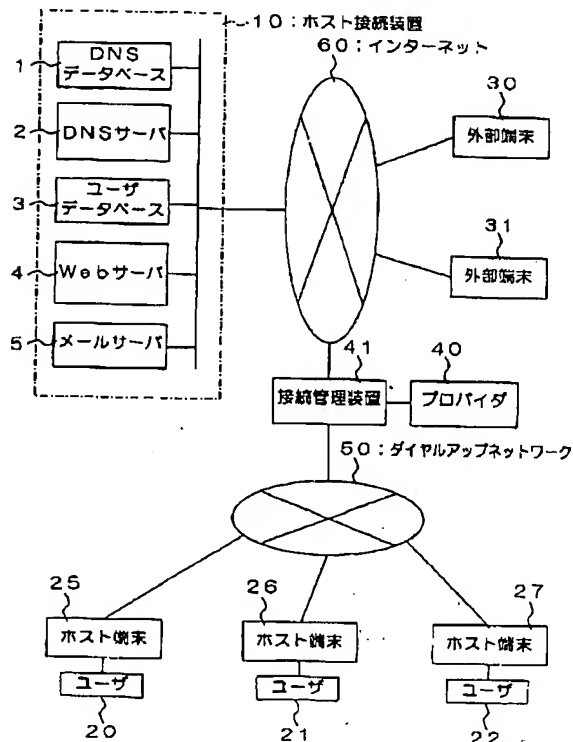 10:ホスト接続装置
60:インターネット
1
DNS
データベース
2
DNSサーバ
3
ユーザ
データベース
4
Webサーバ
5
メールサーバ
30
外部端末
31
外部端末
41
接続管理装置
40
プロバイダ
50:ダイヤルアップネットワーク
25
ホスト端末
ユーザ
20
26
ホスト端末
ユーザ
21
27
ホスト端末
ユーザ
22